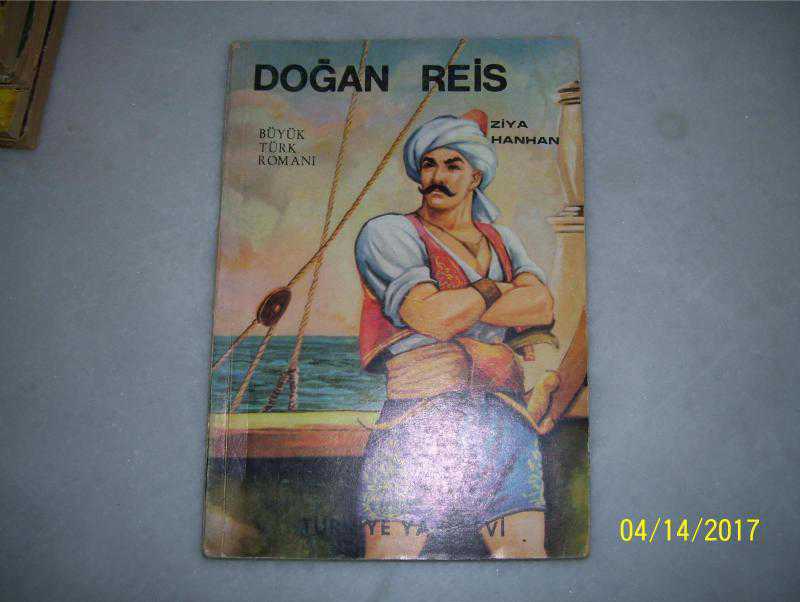 DOĞAN REİS
BÜYÜK
TÜRK
ROMANI
ZİYA
HANHAN
04/14/2017